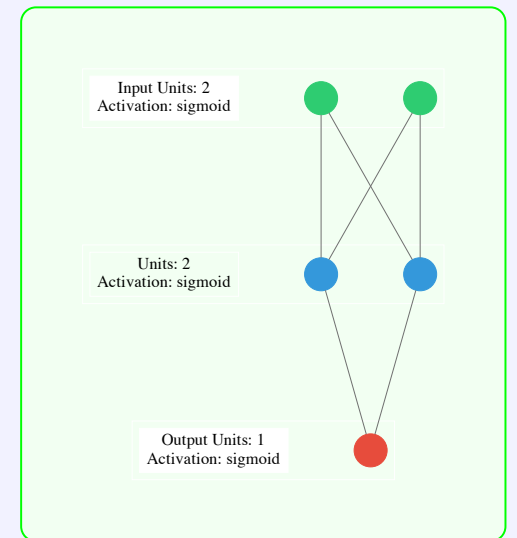 Input Units: 2
Activation: sigmoid
Units: 2
Activation: sigmoid
Output Units: 1
Activation: sigmoid